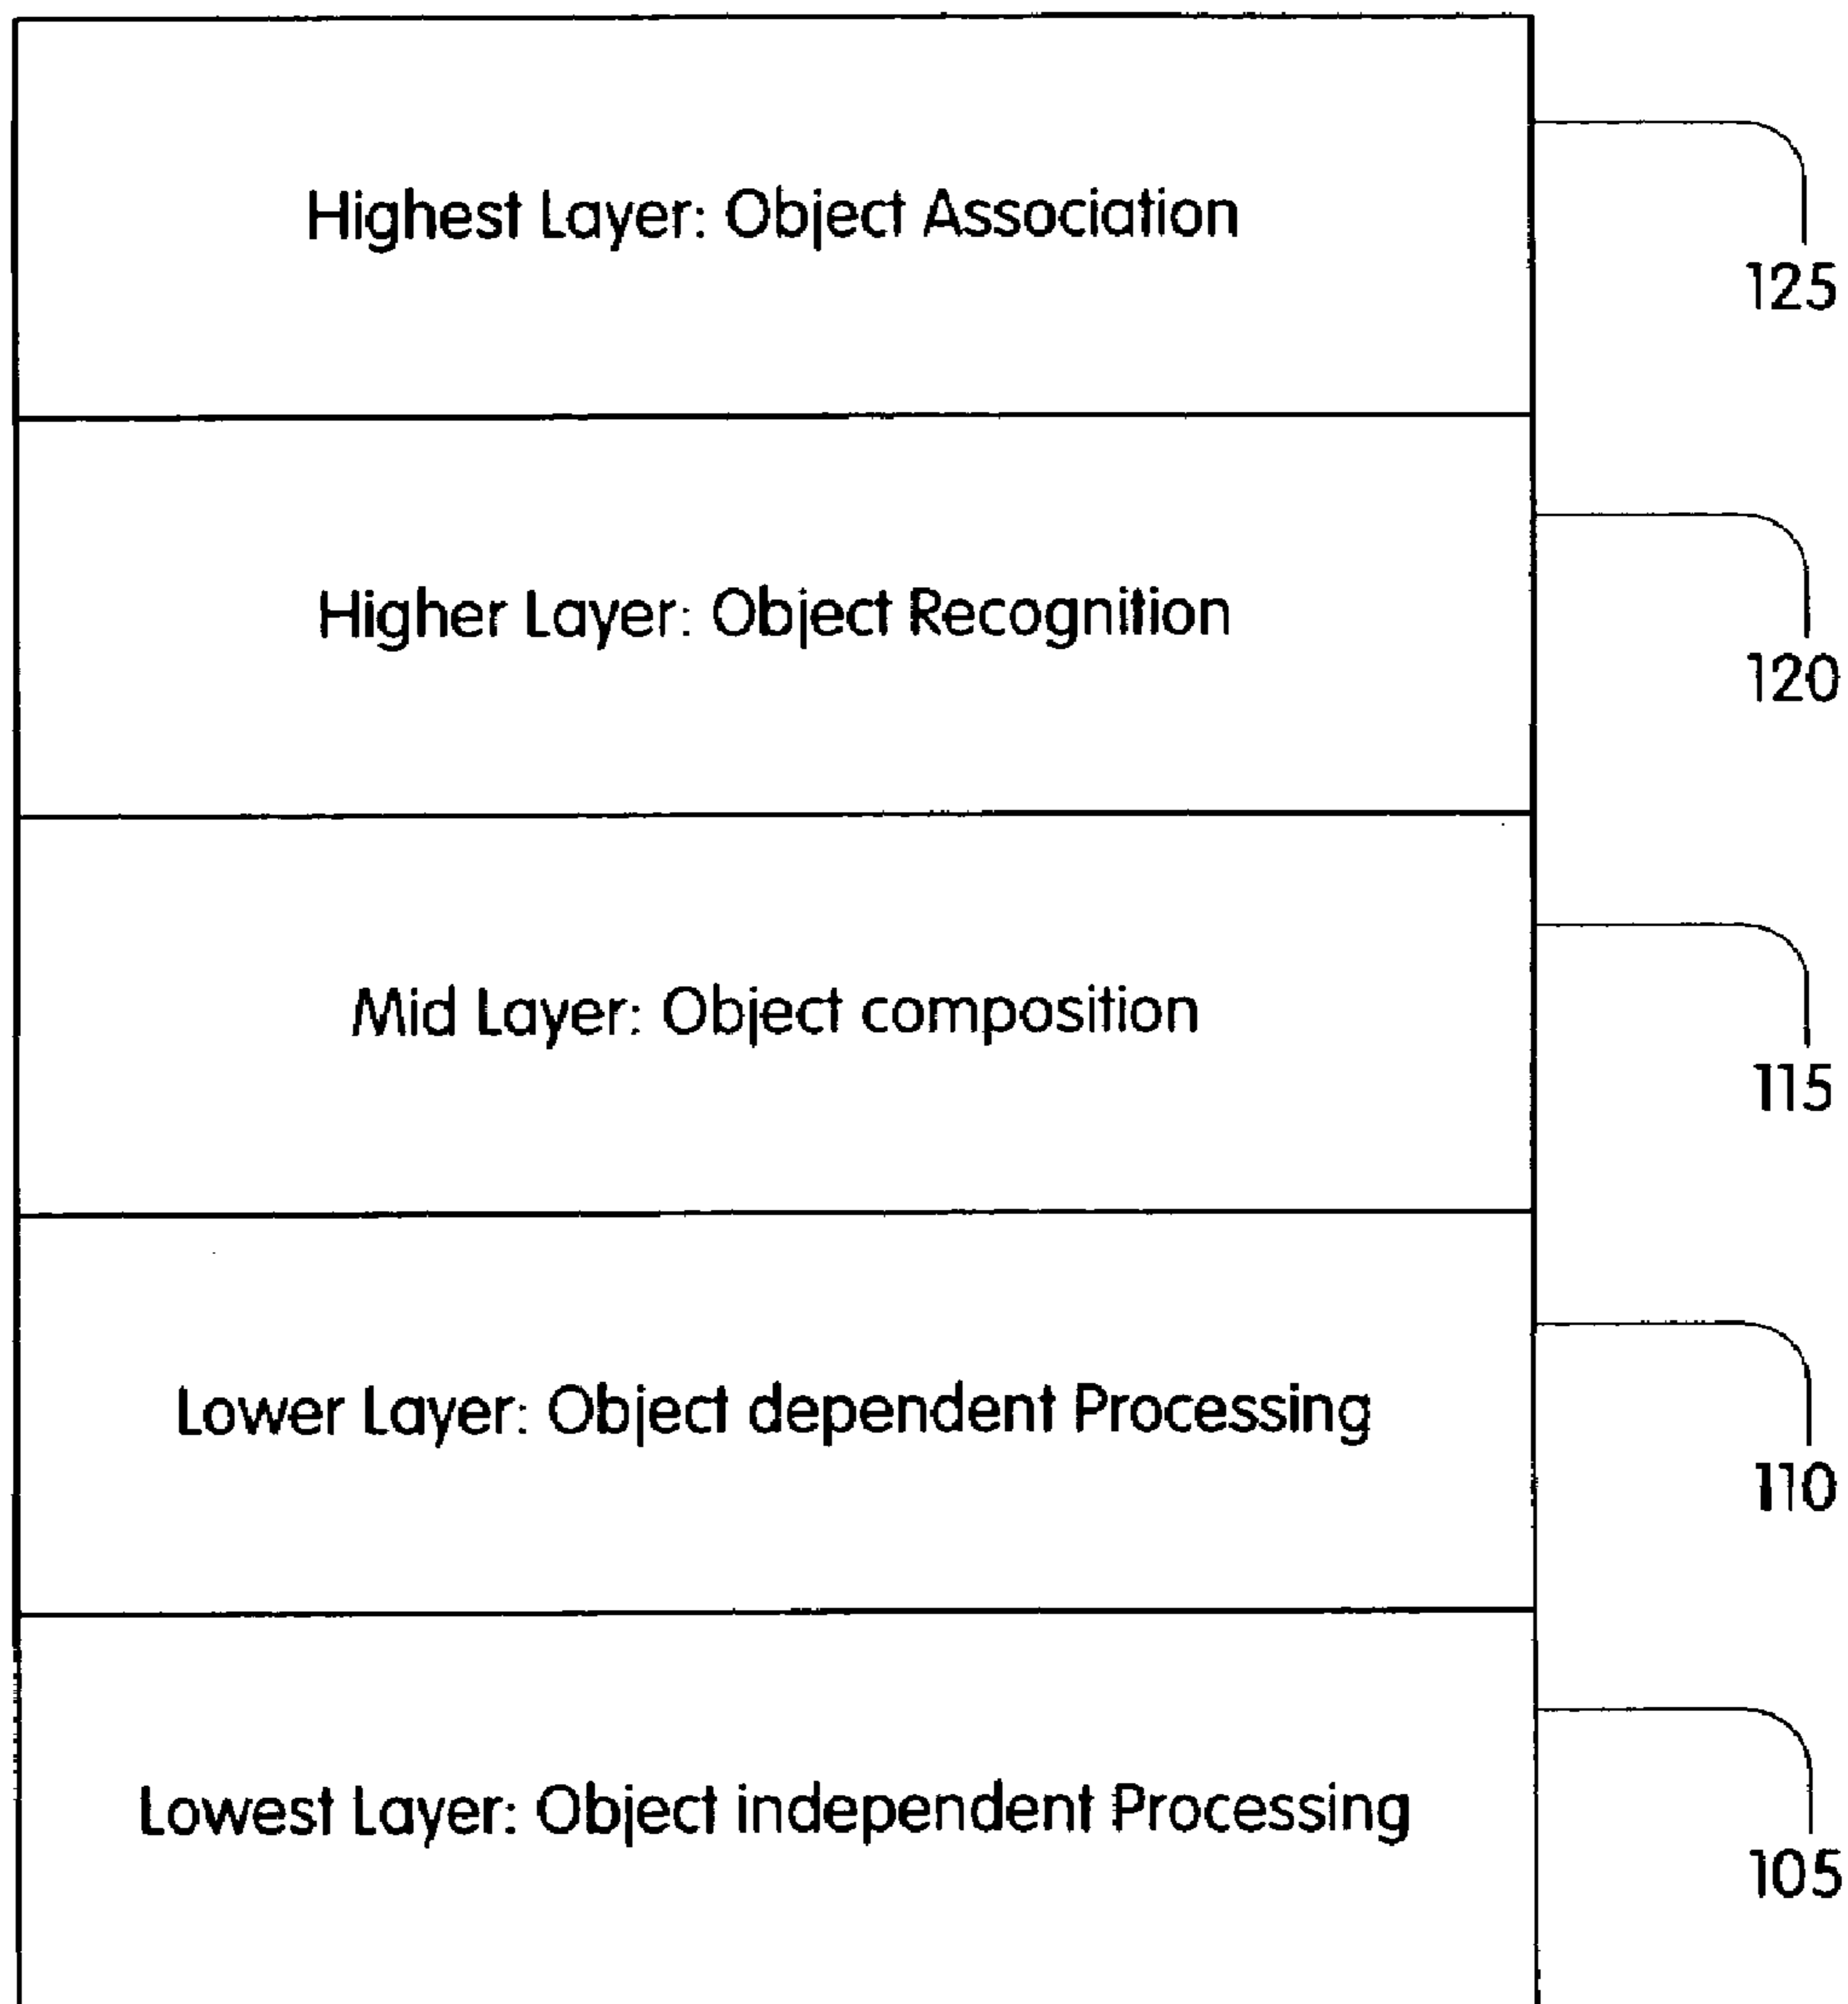 Highest Layer: Object Association
125
Higher Layer: Object Recognition
120
Mid Layer: Object composition
115
Lower Layer: Object dependent Processing
110
Lowest Layer: Object independent Processing
105